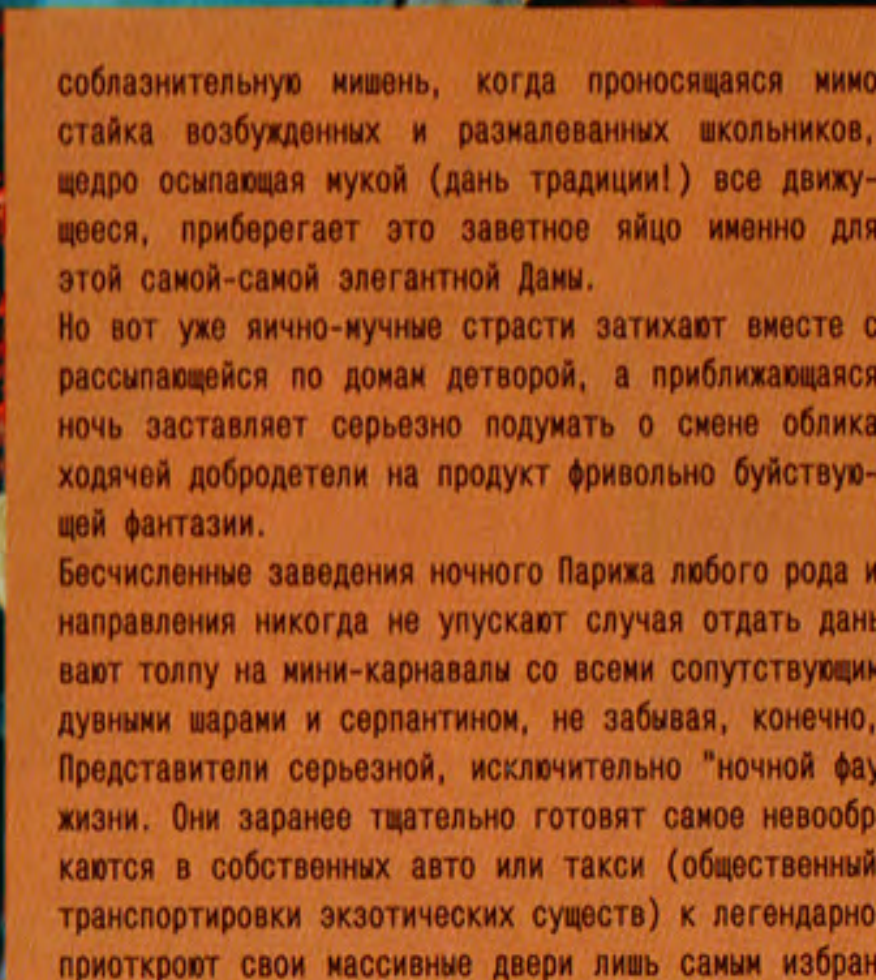 соблазнительную мишень, когда проносящаяся мимо
стайка возбужденных и размалеванных школьников,
щедро осыпающая мукой (дань традиции!) все движу-
щееся, приберегает это заветное яйцо именно для
этой самой-самой элегантной Дамы.
Но вот уже яично-мучные страсти затихают вместе с
рассыпающейся по домам детворой, а приближающаяся
ночь заставляет серьезно подумать о смене облика
ходячей добродетели на продукт фривольно буйствую-
щей фантазии.
Бесчисленные заведения ночного Парижа любого рода и
направления никогда не упускают случая отдать дань
вают толпу на мини-карнавалы со всеми сопутствующим
дувными шарами и серпантином, не забывая, конечно,
Представители серьезной, исключительно "ночной фау
жизни. Они заранее тщательно готовят самое невообр
каются в собственных авто или такси (общественный
транспортировки экзотических существ) к легендарно
приоткроют свои массивные двери лишь самым избран